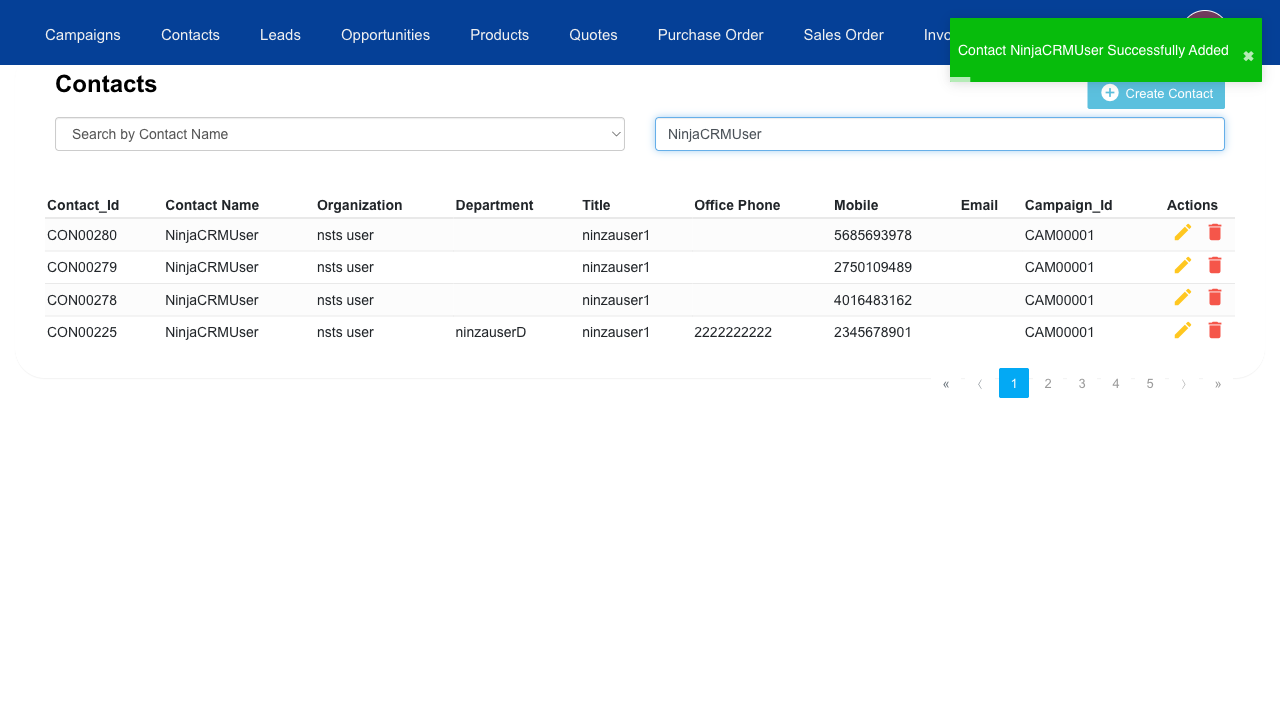 Campaigns Contacts Leads Opportunities Products Quotes Purchase Order Sales Order Invo
Contact NinjaCRMUser Successfully Added ✖
Contacts
Create Contact
Search by Contact Name NinjaCRMUser
Contact_Id Contact Name Organization Department Title Office Phone Mobile Email Campaign_Id Actions
CON00280 NinjaCRMUser nsts user ninzauser1 5685693978 CAM00001
CON00279 NinjaCRMUser nsts user ninzauser1 2750109489 CAM00001
CON00278 NinjaCRMUser nsts user ninzauser1 4016483162 CAM00001
CON00225 NinjaCRMUser nsts user ninzauserD ninzauser1 2222222222 2345678901 CAM00001
« ‹ 1 2 3 4 5 › »